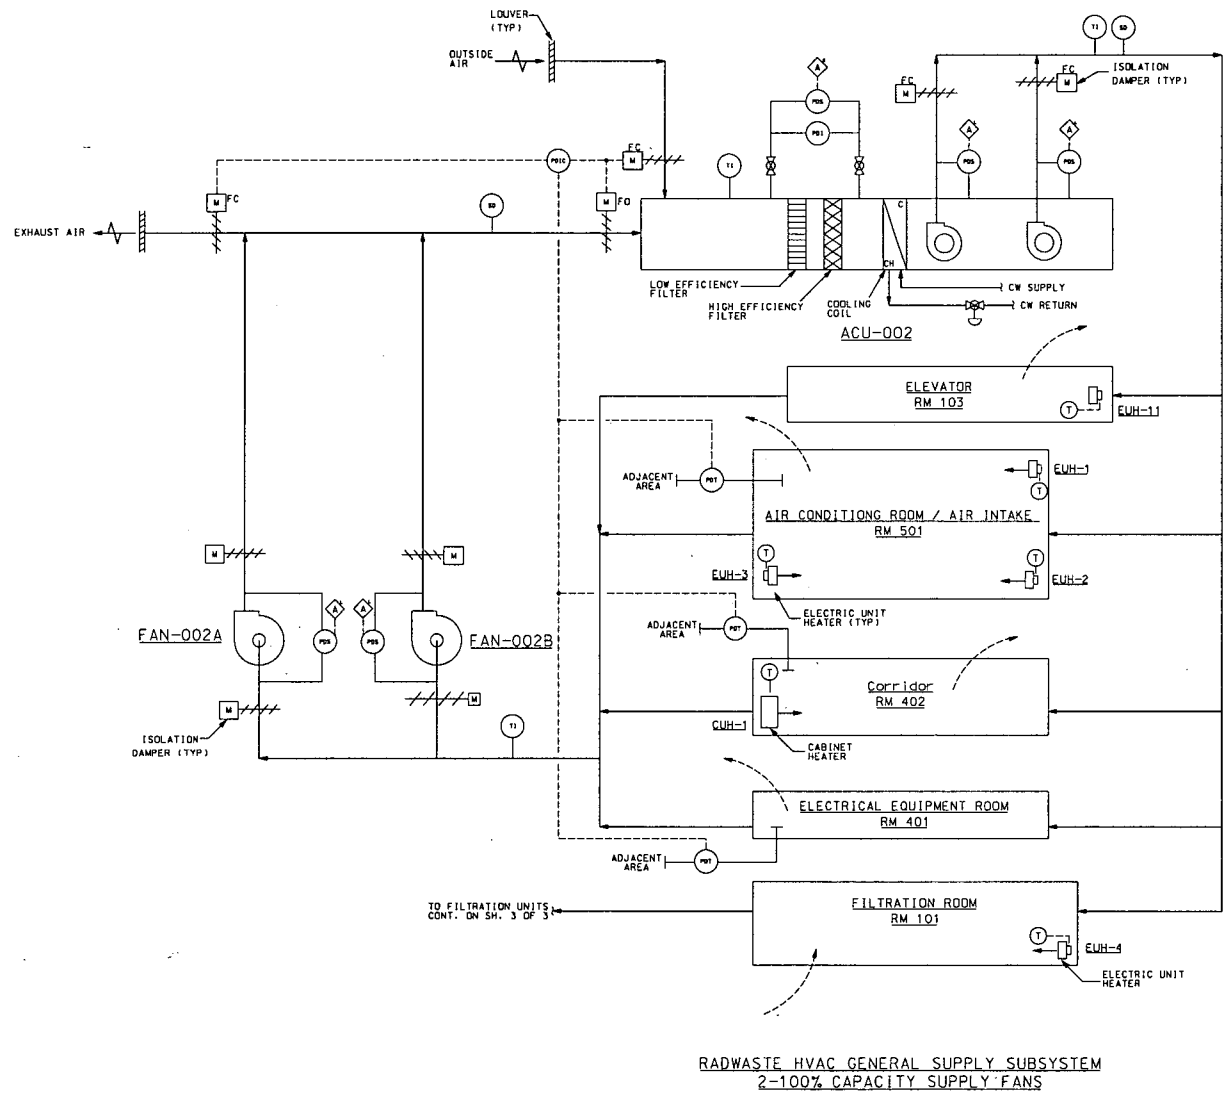 LOUVER
(TYP)
OUTSIDE
AIR
TI
SD
FC
M
ISOLATION
DAMPER (TYP)
FC
M
A
PDS
PDI
A
PDS
A
PDS
PDIC
FC
M
TI
M
FC
SD
M
FO
EXHAUST AIR
C
CH
LOW EFFICIENCY
FILTER
HIGH EFFICIENCY
FILTER
COOLING
COIL
CW SUPPLY
CW RETURN
ACU-002
ELEVATOR
RM 103
T
EUH-11
ADJACENT
AREA
PDT
EUH-1
T
AIR CONDITIONG ROOM / AIR INTAKE
RM 501
T
EUH-3
T
EUH-2
ELECTRIC UNIT
HEATER (TYP)
M
M
FAN-002A
A
A
PDS
PDS
FAN-002B
ADJACENT
AREA
PDT
T
Corridor
RM 402
CUH-1
CABINET
HEATER
M
M
ISOLATION
DAMPER (TYP)
TI
ELECTRICAL EQUIPMENT ROOM
RM 401
ADJACENT
AREA
PDT
TO FILTRATION UNITS
CONT. ON SH. 3 OF 3
FILTRATION ROOM
RM 101
T
EUH-4
ELECTRIC UNIT
HEATER
RADWASTE HVAC GENERAL SUPPLY SUBSYSTEM
2-100% CAPACITY SUPPLY FANS